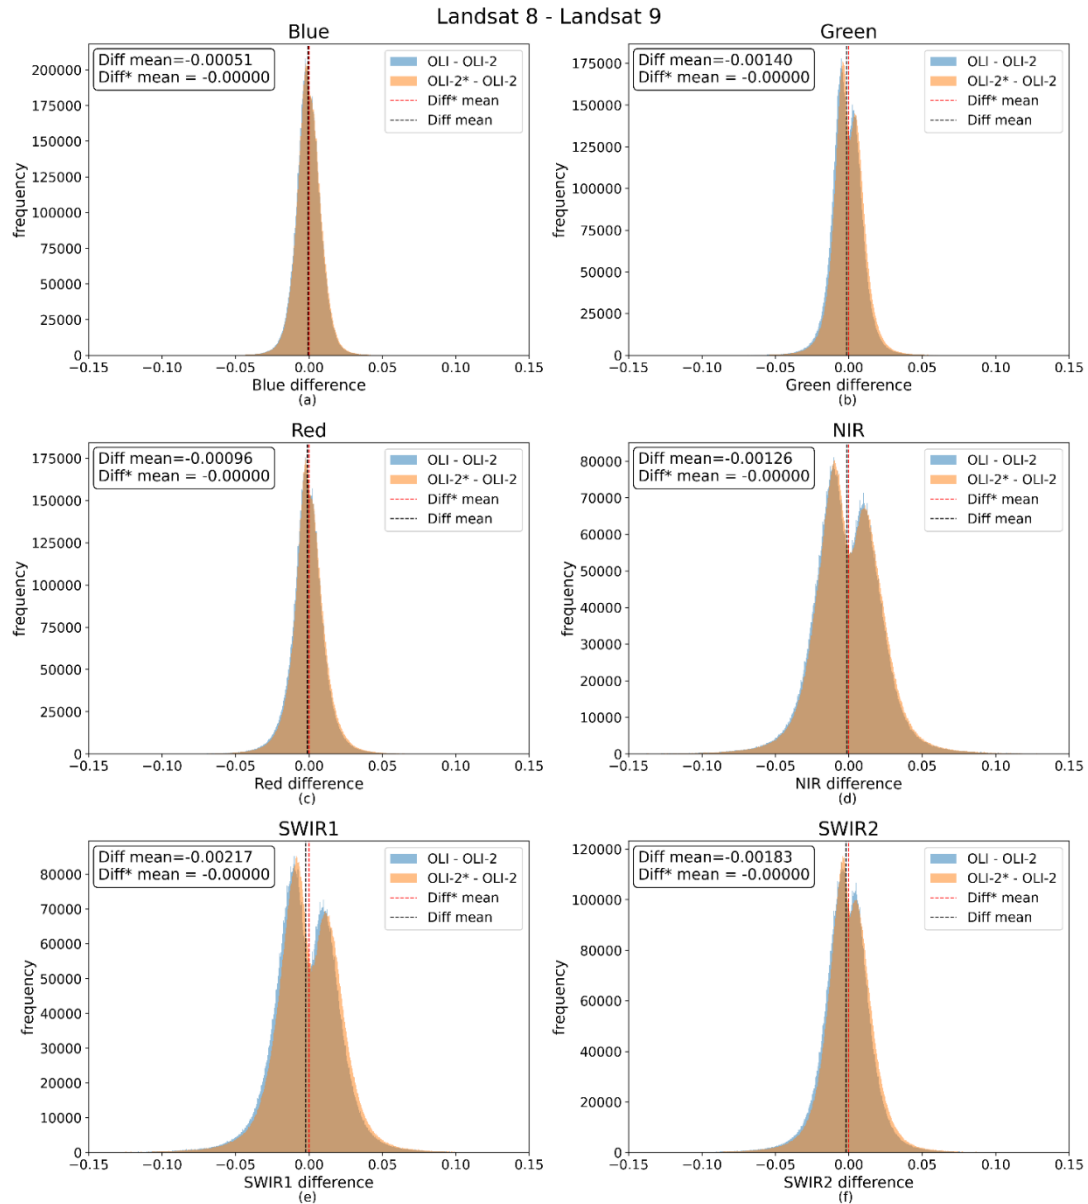 Landsat 8 - Landsat 9
Blue
Diff mean=-0.00051
Diff* mean = -0.00000
OLI - OLI-2
OLI-2* - OLI-2
Diff* mean
Diff mean
frequency
200000
175000
150000
125000
100000
75000
50000
25000
0
−0.15 −0.10 −0.05 0.00 0.05 0.10 0.15
Blue difference
(a)
Green
Diff mean=-0.00140
Diff* mean = -0.00000
OLI - OLI-2
OLI-2* - OLI-2
Diff* mean
Diff mean
frequency
175000
150000
125000
100000
75000
50000
25000
0
−0.15 −0.10 −0.05 0.00 0.05 0.10 0.15
Green difference
(b)
Red
Diff mean=-0.00096
Diff* mean = -0.00000
OLI - OLI-2
OLI-2* - OLI-2
Diff* mean
Diff mean
frequency
175000
150000
125000
100000
75000
50000
25000
0
−0.15 −0.10 −0.05 0.00 0.05 0.10 0.15
Red difference
(c)
NIR
Diff mean=-0.00126
Diff* mean = -0.00000
OLI - OLI-2
OLI-2* - OLI-2
Diff* mean
Diff mean
frequency
80000
70000
60000
50000
40000
30000
20000
10000
0
−0.15 −0.10 −0.05 0.00 0.05 0.10 0.15
NIR difference
(d)
SWIR1
Diff mean=-0.00217
Diff* mean = -0.00000
OLI - OLI-2
OLI-2* - OLI-2
Diff* mean
Diff mean
frequency
80000
70000
60000
50000
40000
30000
20000
10000
0
−0.15 −0.10 −0.05 0.00 0.05 0.10 0.15
SWIR1 difference
(e)
SWIR2
Diff mean=-0.00183
Diff* mean = -0.00000
OLI - OLI-2
OLI-2* - OLI-2
Diff* mean
Diff mean
frequency
120000
100000
80000
60000
40000
20000
0
−0.15 −0.10 −0.05 0.00 0.05 0.10 0.15
SWIR2 difference
(f)